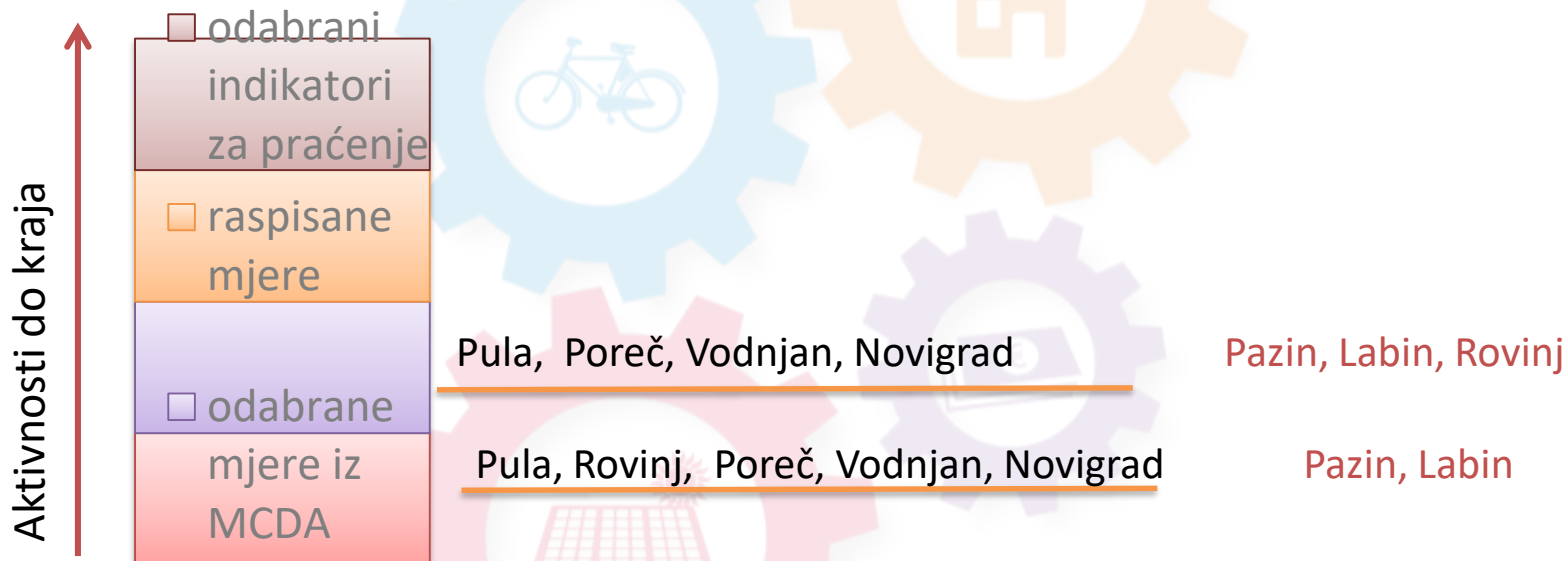 Aktivnosti do kraja
odabrani
indikatori
za praćenje
raspisane
mjere
Pula, Poreč, Vodnjan, Novigrad
Pazin, Labin, Rovinj
odabrane
mjere iz
MCDA
Pula, Rovinj, Poreč, Vodnjan, Novigrad
Pazin, Labin